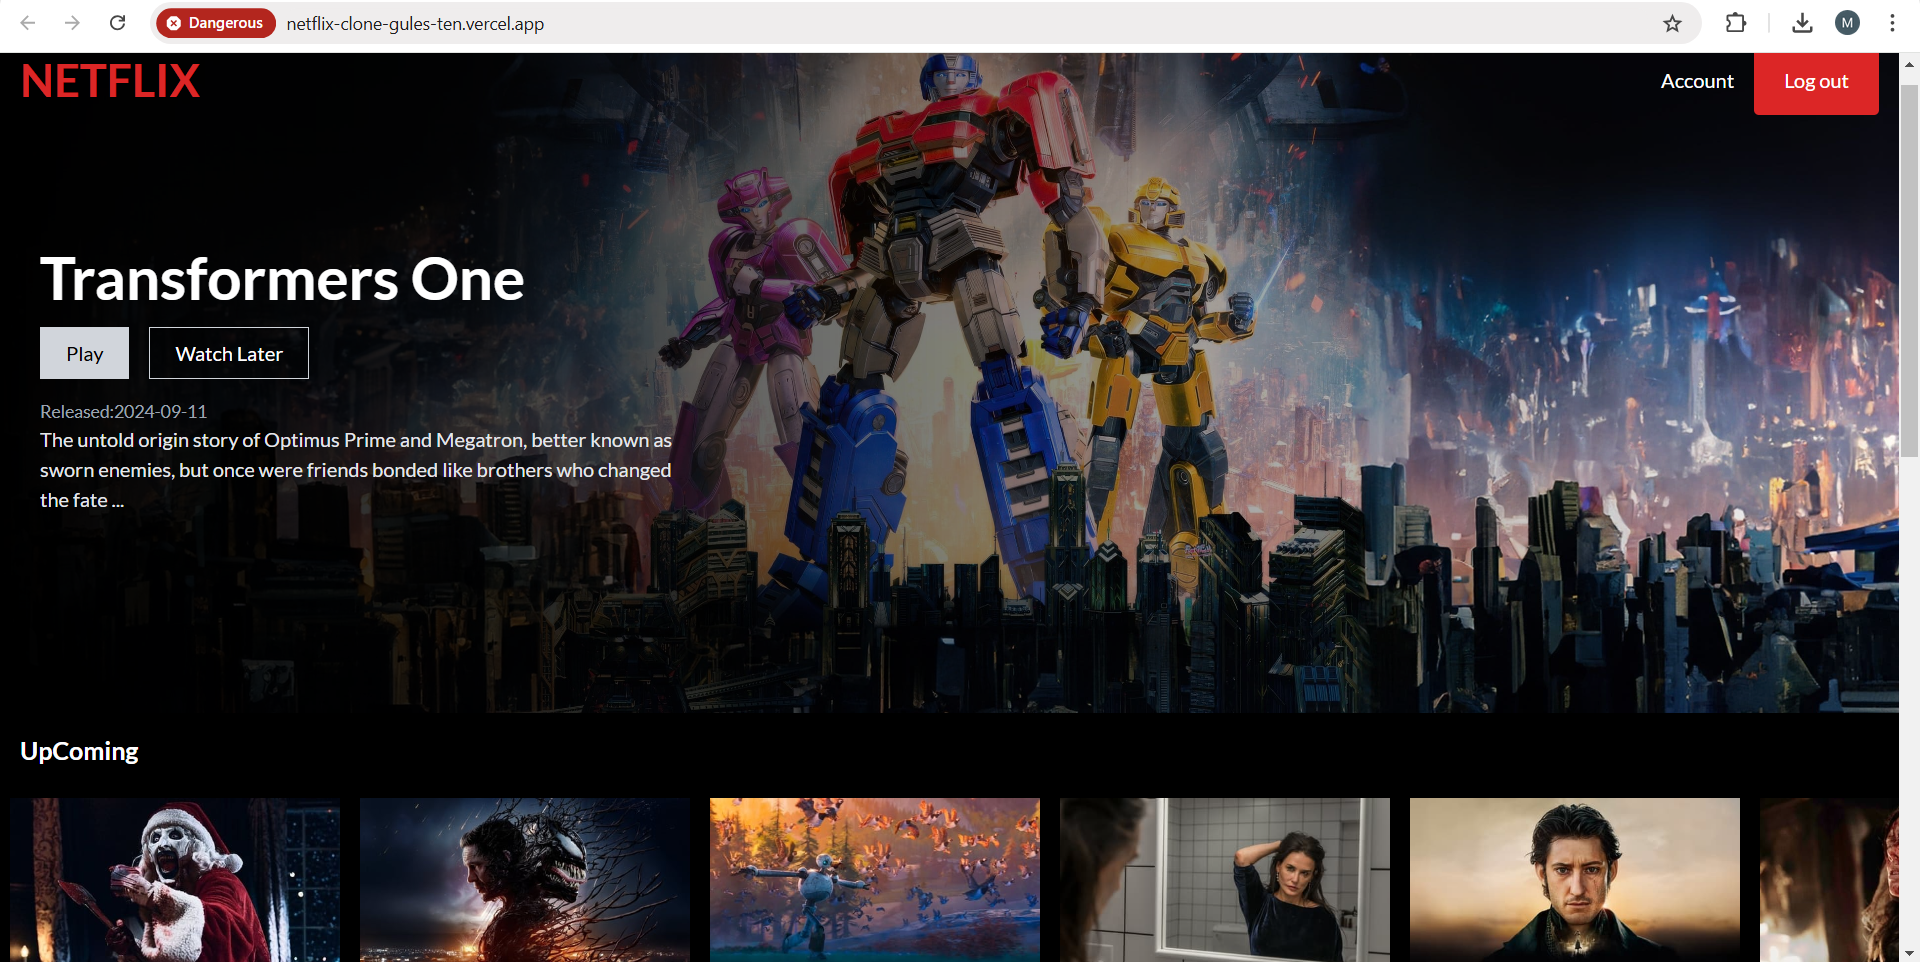 Dangerous netflix-clone-gules-ten.vercel.app M
NETFLIX Account Log out
Transformers One
Play Watch Later
Released:2024-09-11
The untold origin story of Optimus Prime and Megatron, better known as
sworn enemies, but once were friends bonded like brothers who changed
the fate ...
UpComing